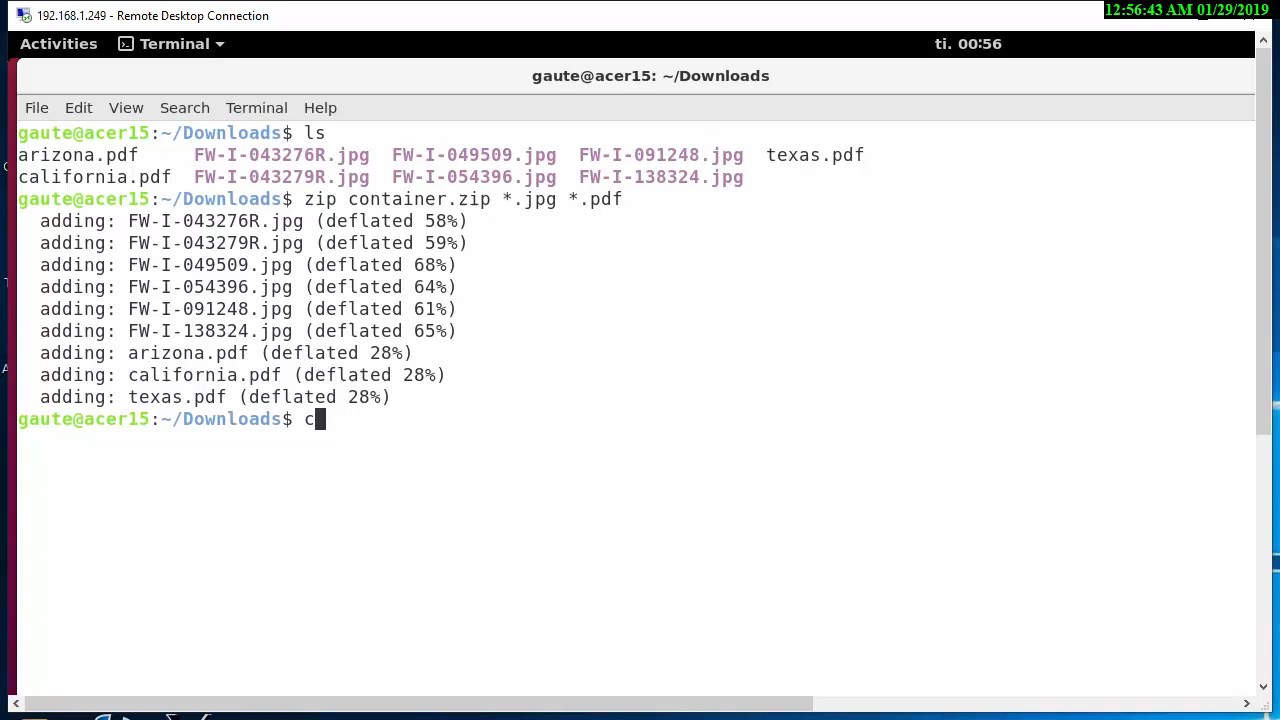 192.168.1.249 - Remote Desktop Connection
12:56:43 AM 01/29/2019
Activities Terminal ti. 00:56
gaute@acer15: ~/Downloads
File Edit View Search Terminal Help
gaute@acer15:~/Downloads$ ls
arizona.pdf FW-I-043276R.jpg FW-I-049509.jpg FW-I-091248.jpg texas.pdf
california.pdf FW-I-043279R.jpg FW-I-054396.jpg FW-I-138324.jpg
gaute@acer15:~/Downloads$ zip container.zip *.jpg *.pdf
adding: FW-I-043276R.jpg (deflated 58%)
adding: FW-I-043279R.jpg (deflated 59%)
adding: FW-I-049509.jpg (deflated 68%)
adding: FW-I-054396.jpg (deflated 64%)
adding: FW-I-091248.jpg (deflated 61%)
adding: FW-I-138324.jpg (deflated 65%)
adding: arizona.pdf (deflated 28%)
adding: california.pdf (deflated 28%)
adding: texas.pdf (deflated 28%)
gaute@acer15:~/Downloads$ c